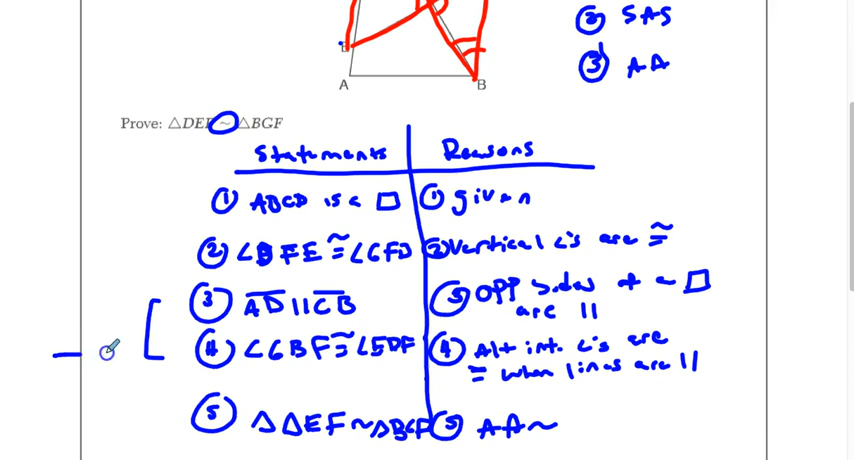 ② SAS
③ AA
E
A
B
Prove: △DEF ~ △BGF
Statements
Reasons
① ABCD is a ▱
① given
② ∠BFE ≅ ∠GFD
② Vertical ∠'s are ≅
③ AD || CB
③ Opp sides of a ▱
are ||
④ ∠GBF ≅ ∠EDF
④ Alt int. ∠'s are
≅ when lines are ||
⑤ △DEF ~ △BGF
⑤ AA ~